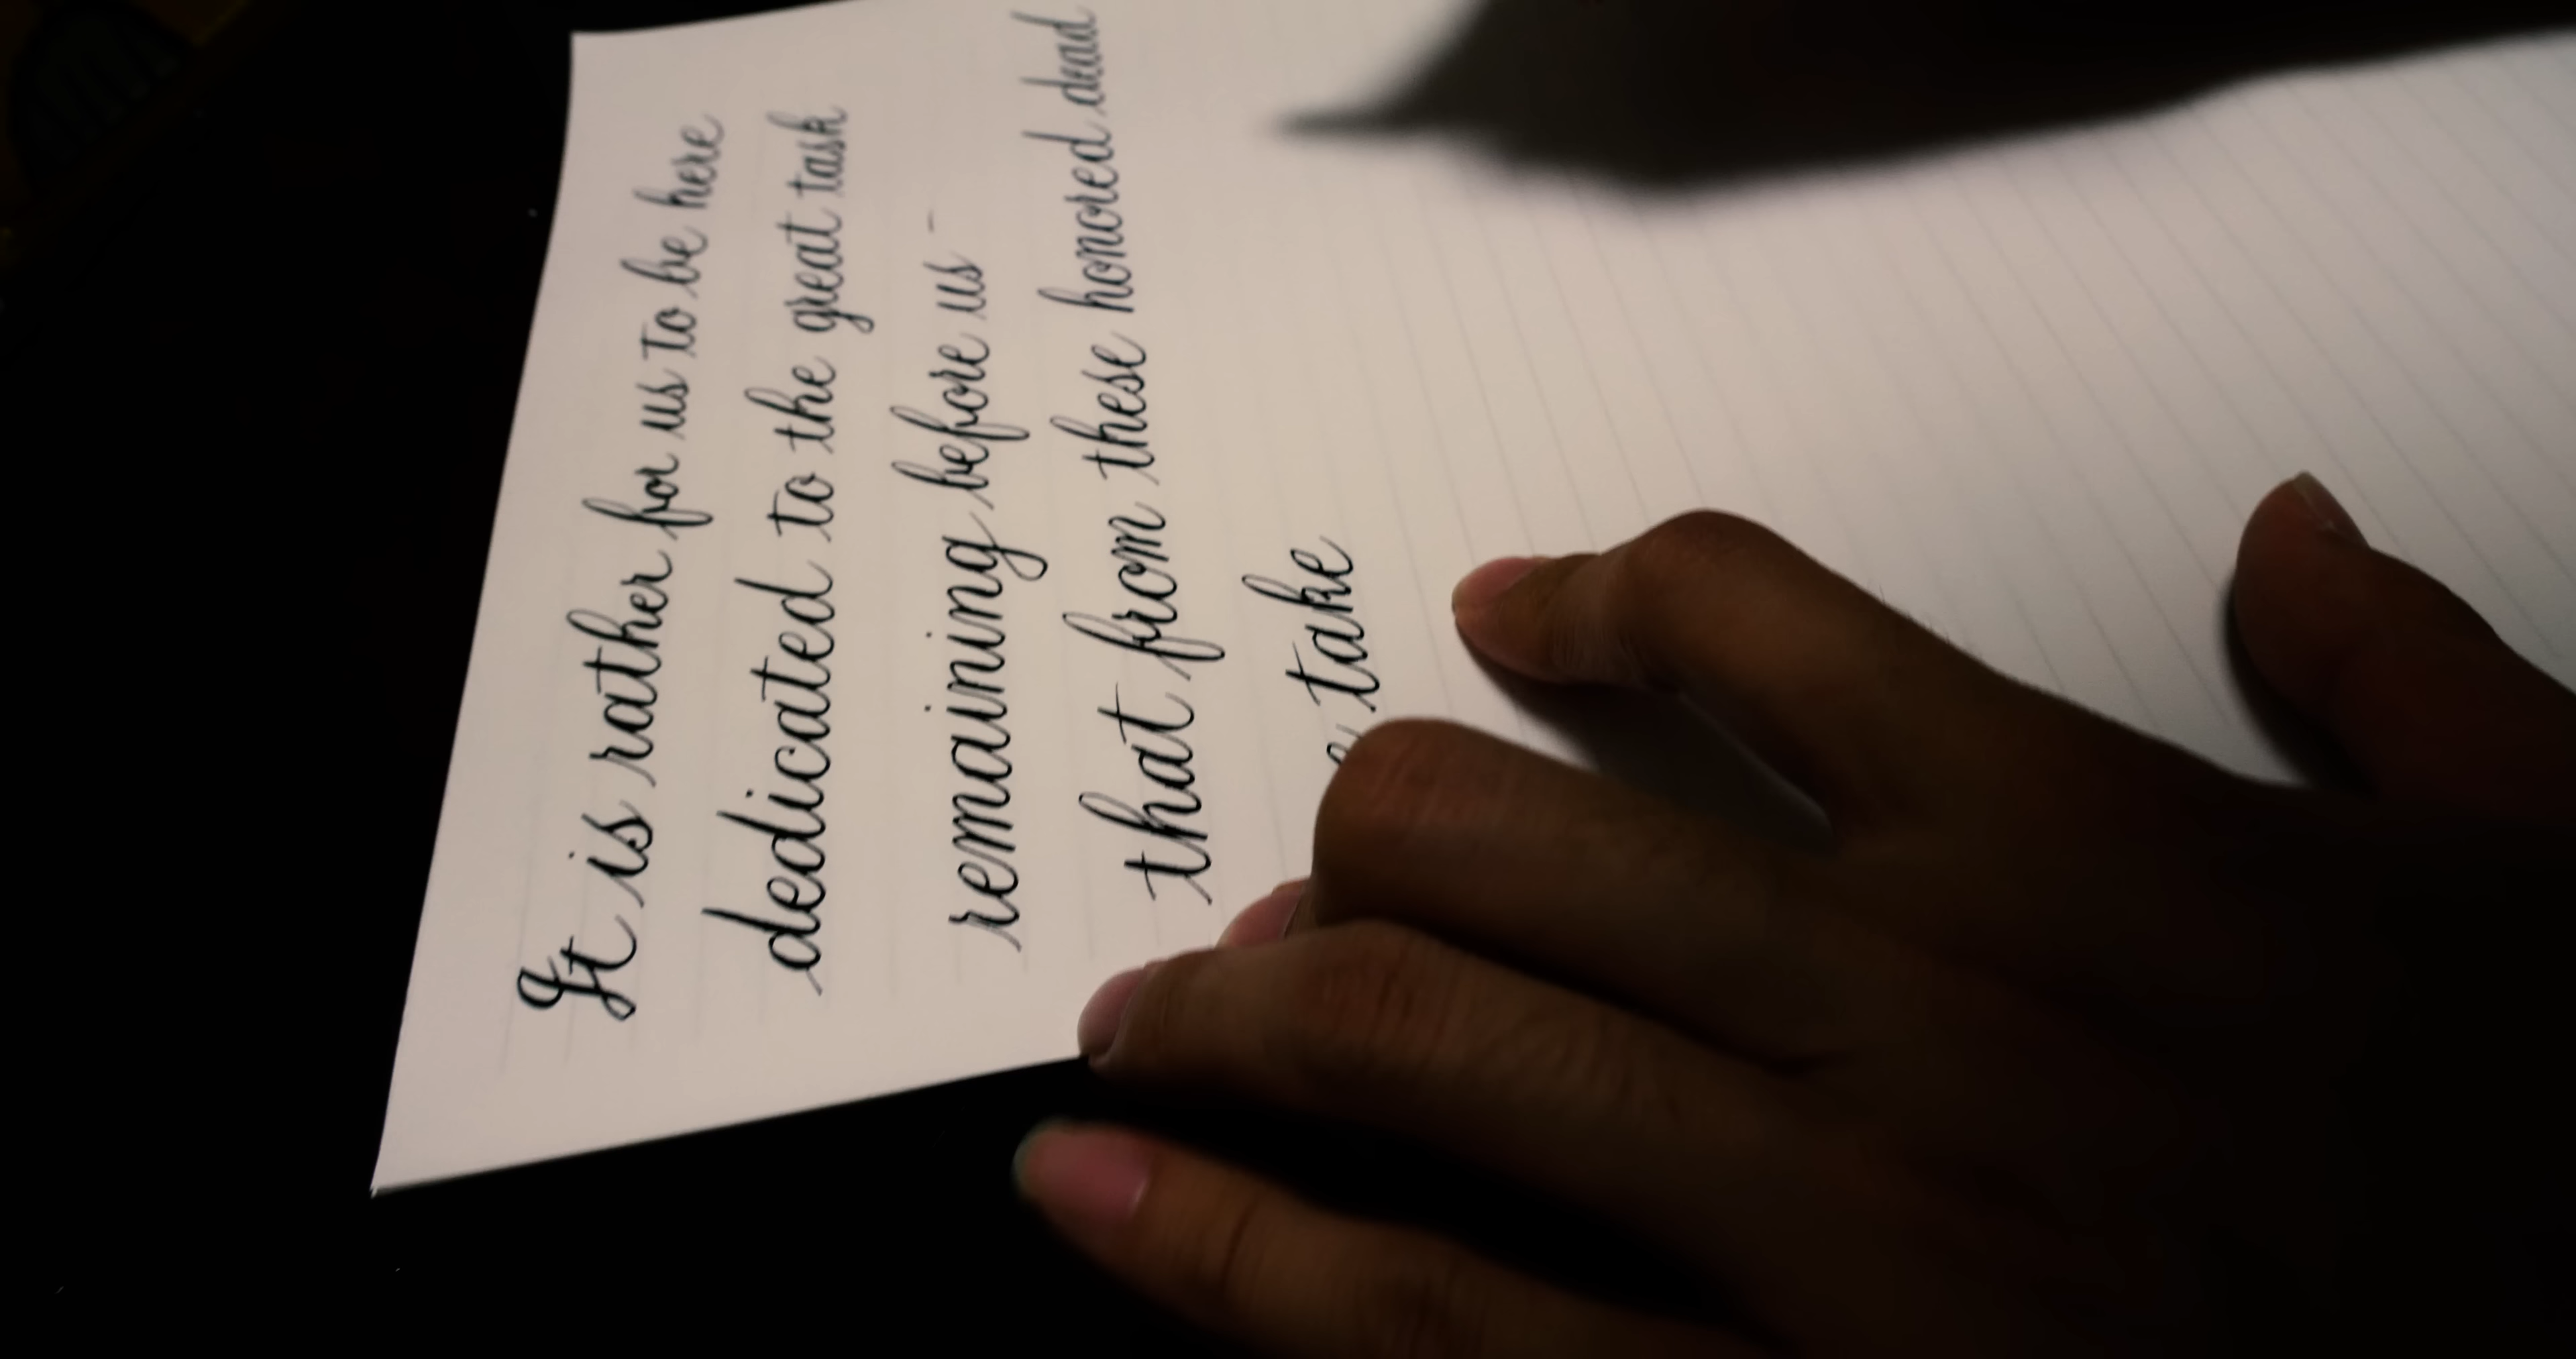 It is rather for us to be here
dedicated to the great task
remaining before us -
that from these honored dead
take